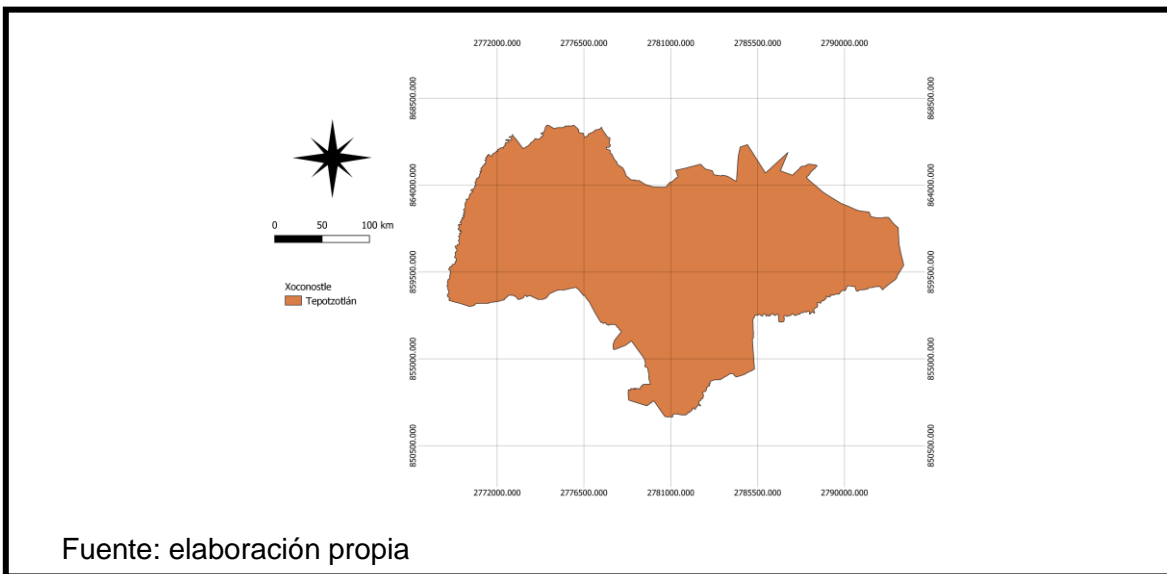 2772000.000 2776500.000 2781000.000 2785500.000 2790000.000
868500.000 868500.000
864000.000 864000.000
0 50 100 km
859500.000 859500.000
Xoconostle
Tepotzotlán
855000.000 855000.000
850500.000 850500.000
2772000.000 2776500.000 2781000.000 2785500.000 2790000.000
Fuente: elaboración propia